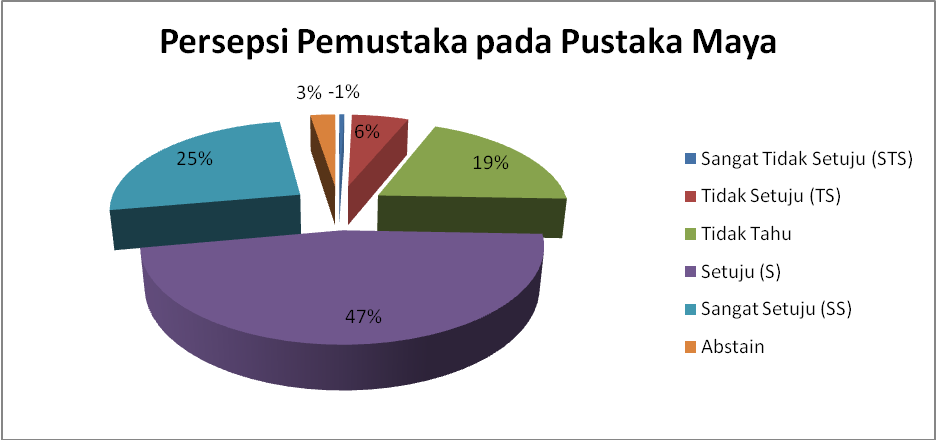 Persepsi Pemustaka pada Pustaka Maya
3% -1%
6%
25%
19%
47%
Sangat Tidak Setuju (STS)
Tidak Setuju (TS)
Tidak Tahu
Setuju (S)
Sangat Setuju (SS)
Abstain